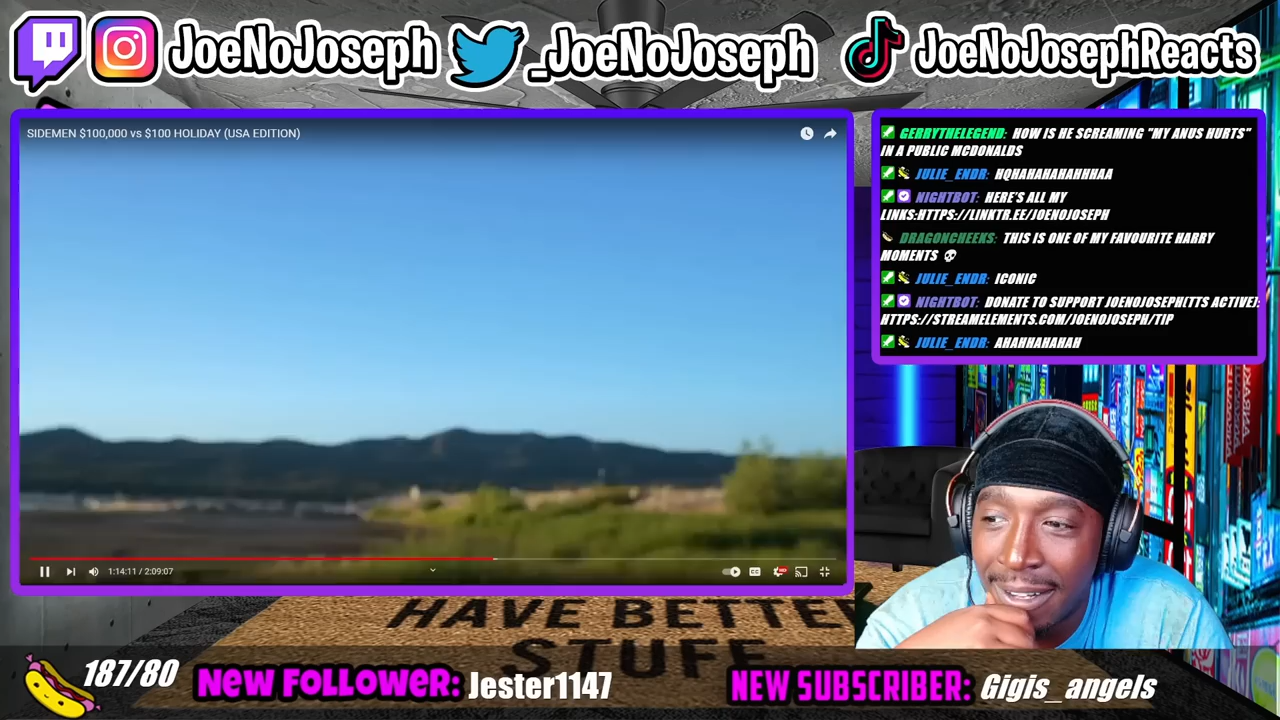 JoeNoJoseph
_JoeNoJoseph
JoeNoJosephReacts
SIDEMEN $100,000 vs $100 HOLIDAY (USA EDITION)
1:14:11 / 2:09:07
CC
HD
GERRYTHELEGEND: HOW IS HE SCREAMING "MY ANUS HURTS"
IN A PUBLIC MCDONALDS
JULIE_ENDR: HQHAHAHAHAHHHAA
NIGHTBOT: HERE'S ALL MY
LINKS:HTTPS://LINKTR.EE/JOENOJOSEPH
DRAGONCHEEKS: THIS IS ONE OF MY FAVOURITE HARRY
MOMENTS 💀
JULIE_ENDR: ICONIC
NIGHTBOT: DONATE TO SUPPORT JOENOJOSEPH(TTS ACTIVE):
HTTPS://STREAMELEMENTS.COM/JOENOJOSEPH/TIP
JULIE_ENDR: AHAHHAHAHAH
HAVE BETTER
STUFF
187/80
NEW FOLLOWER: Jester1147
NEW SUBSCRIBER: Gigis_angels